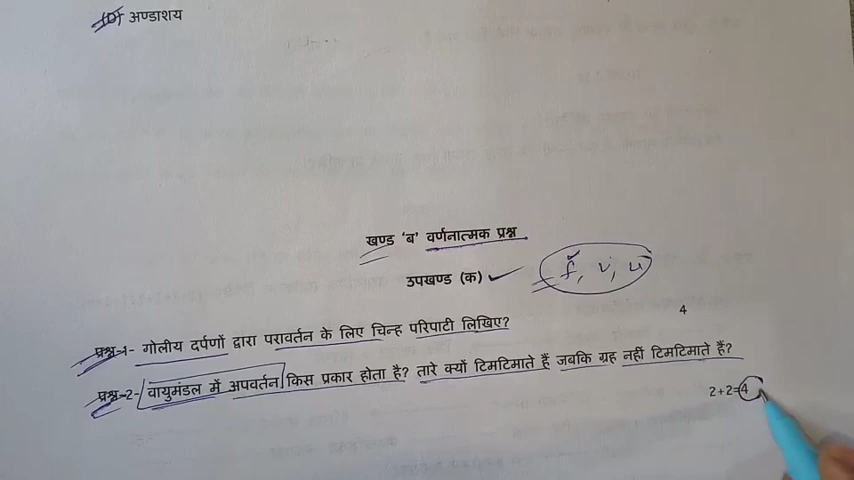 (D) अण्डाशय
खण्ड 'ब' वर्णनात्मक प्रश्न
उपखण्ड (क)
f, v, u
4
प्रश्न-1- गोलीय दर्पणों द्वारा परावर्तन के लिए चिन्ह परिपाटी लिखिए?
प्रश्न-2- वायुमंडल में अपवर्तन किस प्रकार होता है? तारे क्यों टिमटिमाते हैं जबकि ग्रह नहीं टिमटिमाते हैं?
2+2=4